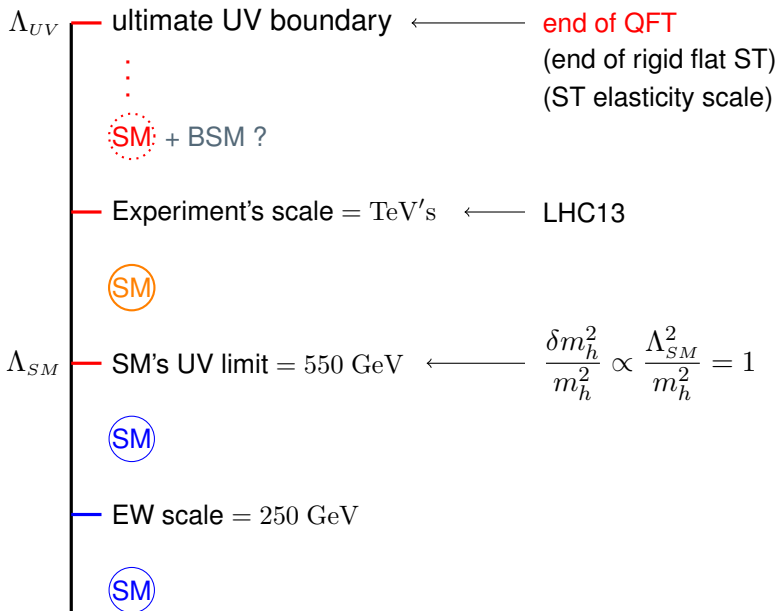 Λ_UV ultimate UV boundary ← end of QFT
(end of rigid flat ST)
(ST elasticity scale)
SM + BSM ?
Experiment's scale = TeV's ← LHC13
SM
Λ_SM SM's UV limit = 550 GeV ← δm_h^2 / m_h^2 ∝ Λ_SM^2 / m_h^2 = 1
SM
EW scale = 250 GeV
SM